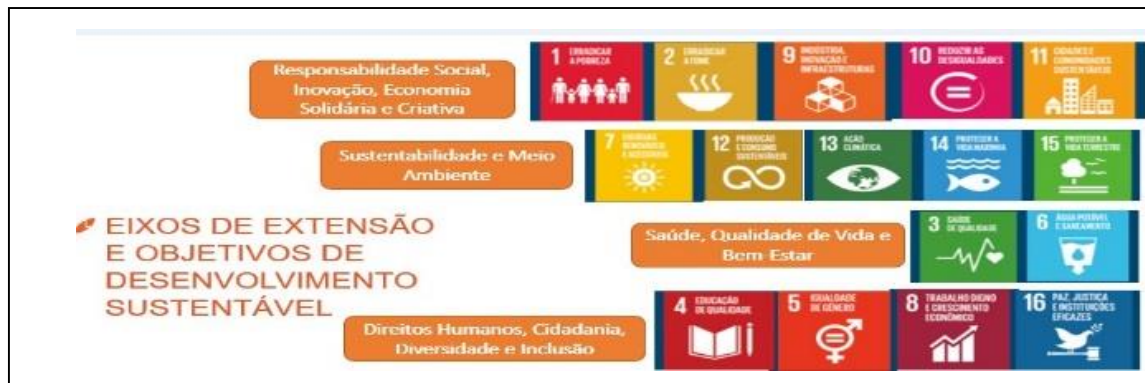 Responsabilidade Social,
Inovação, Economia
Solidária e Criativa
1 ERRADICAR
A POBREZA
2 ERRADICAR
A FOME
9 INDÚSTRIA,
INOVAÇÃO E
INFRAESTRUTURAS
10 REDUZIR AS
DESIGUALDADES
11 CIDADES E
COMUNIDADES
SUSTENTÁVEIS
Sustentabilidade e Meio
Ambiente
7
12 PRODUÇÃO
E CONSUMO
SUSTENTÁVEIS
13 AÇÃO
CLIMÁTICA
14 PROTEGER A
VIDA MARINHA
15 PROTEGER A
VIDA TERRESTRE
EIXOS DE EXTENSÃO
E OBJETIVOS DE
DESENVOLVIMENTO
SUSTENTÁVEL
Saúde, Qualidade de Vida e
Bem-Estar
3 SAÚDE
DE QUALIDADE
6 ÁGUA POTÁVEL
E SANEAMENTO
Direitos Humanos, Cidadania,
Diversidade e Inclusão
4 EDUCAÇÃO
DE QUALIDADE
5 IGUALDADE
DE GÉNERO
8 TRABALHO DIGNO
E CRESCIMENTO
ECONÓMICO
16 PAZ, JUSTIÇA
E INSTITUIÇÕES
EFICAZES